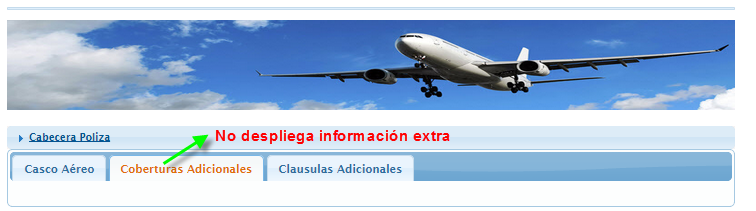 Cabecera Poliza
No despliega información extra
Casco Aéreo
Coberturas Adicionales
Clausulas Adicionales